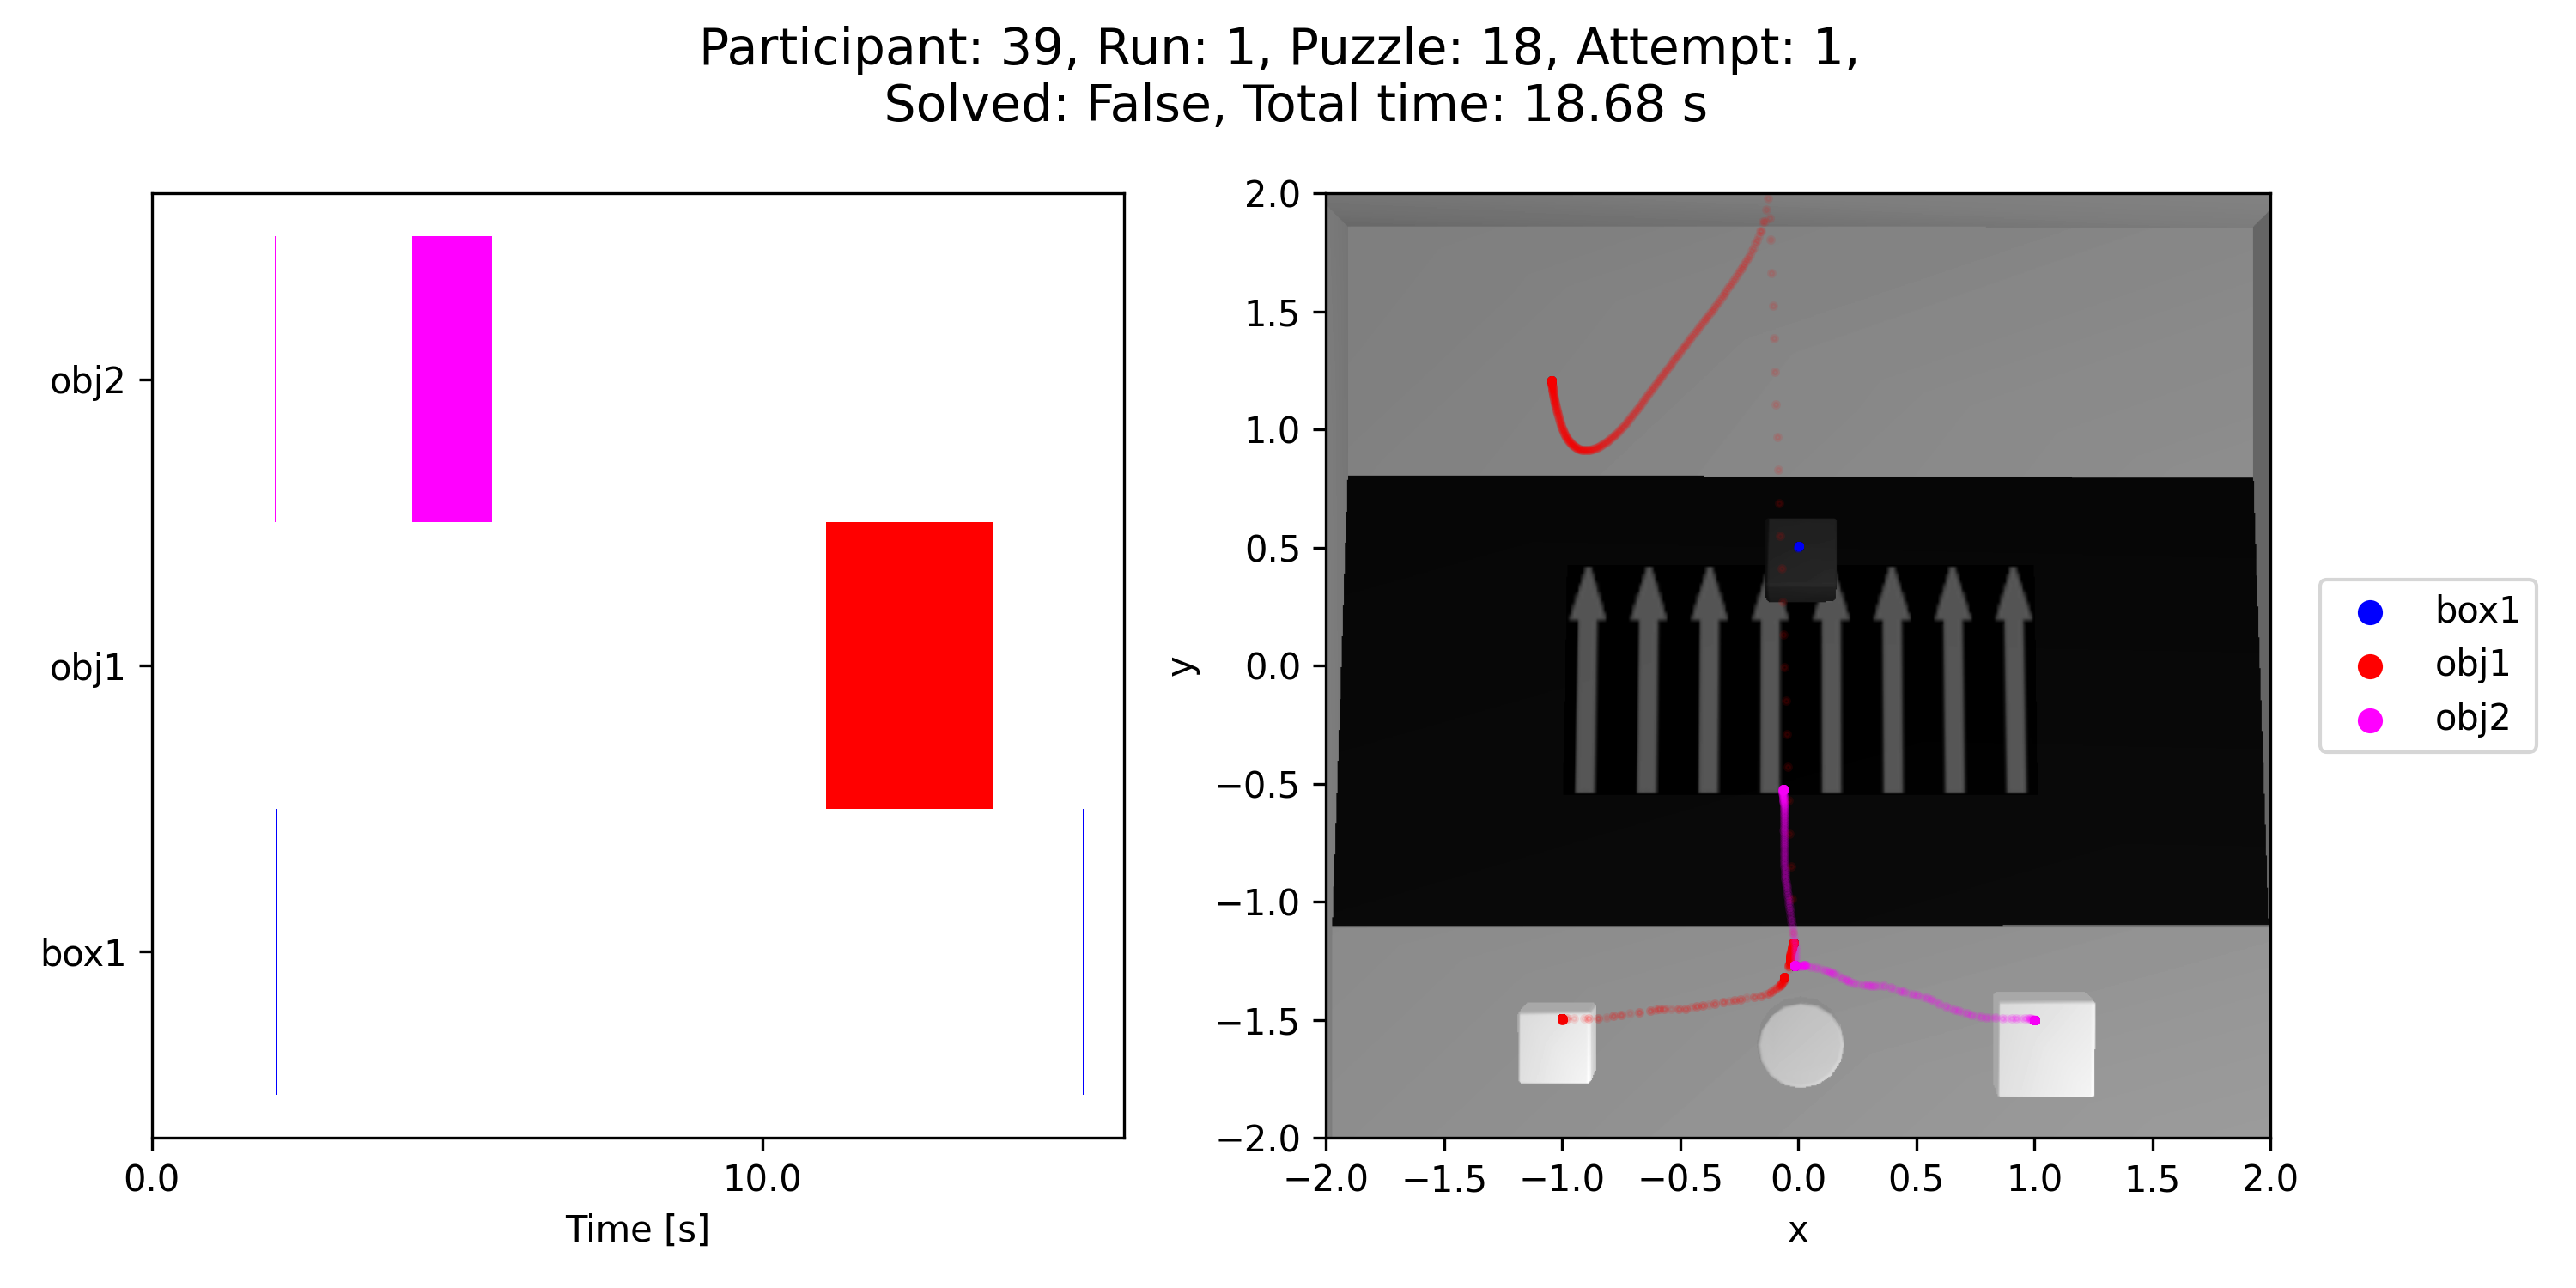 Participant: 39, Run: 1, Puzzle: 18, Attempt: 1,
Solved: False, Total time: 18.68 s
obj2
obj1
box1
0.0
10.0
Time [s]
2.0
1.5
1.0
0.5
0.0
−0.5
−1.0
−1.5
−2.0
y
−2.0
−1.5
−1.0
−0.5
0.0
0.5
1.0
1.5
2.0
x
box1
obj1
obj2